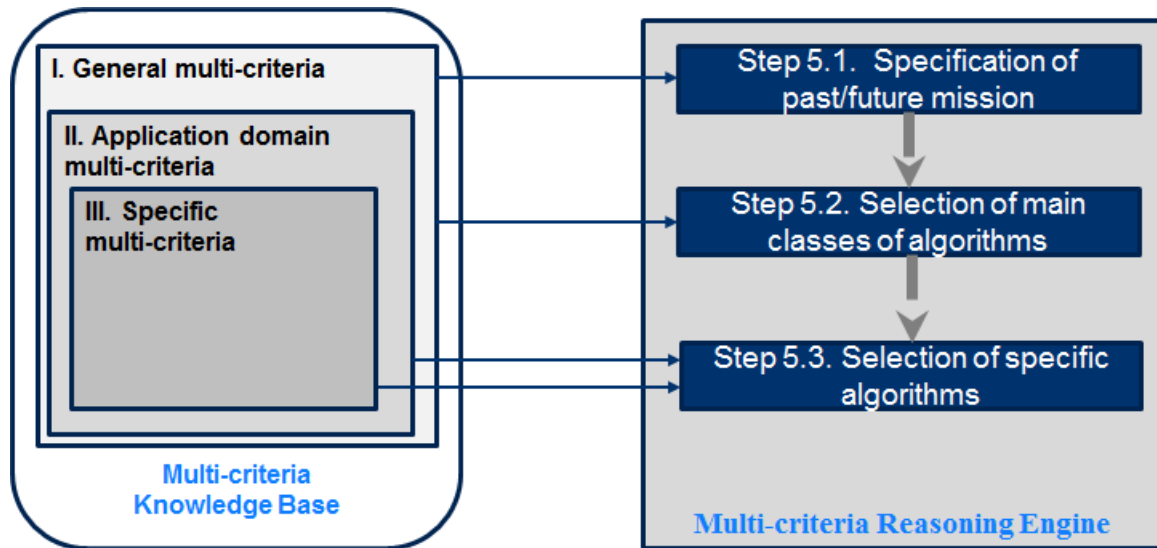 I. General multi-criteria
II. Application domain
multi-criteria
III. Specific
multi-criteria
Multi-criteria
Knowledge Base
Step 5.1. Specification of
past/future mission
Step 5.2. Selection of main
classes of algorithms
Step 5.3. Selection of specific
algorithms
Multi-criteria Reasoning Engine